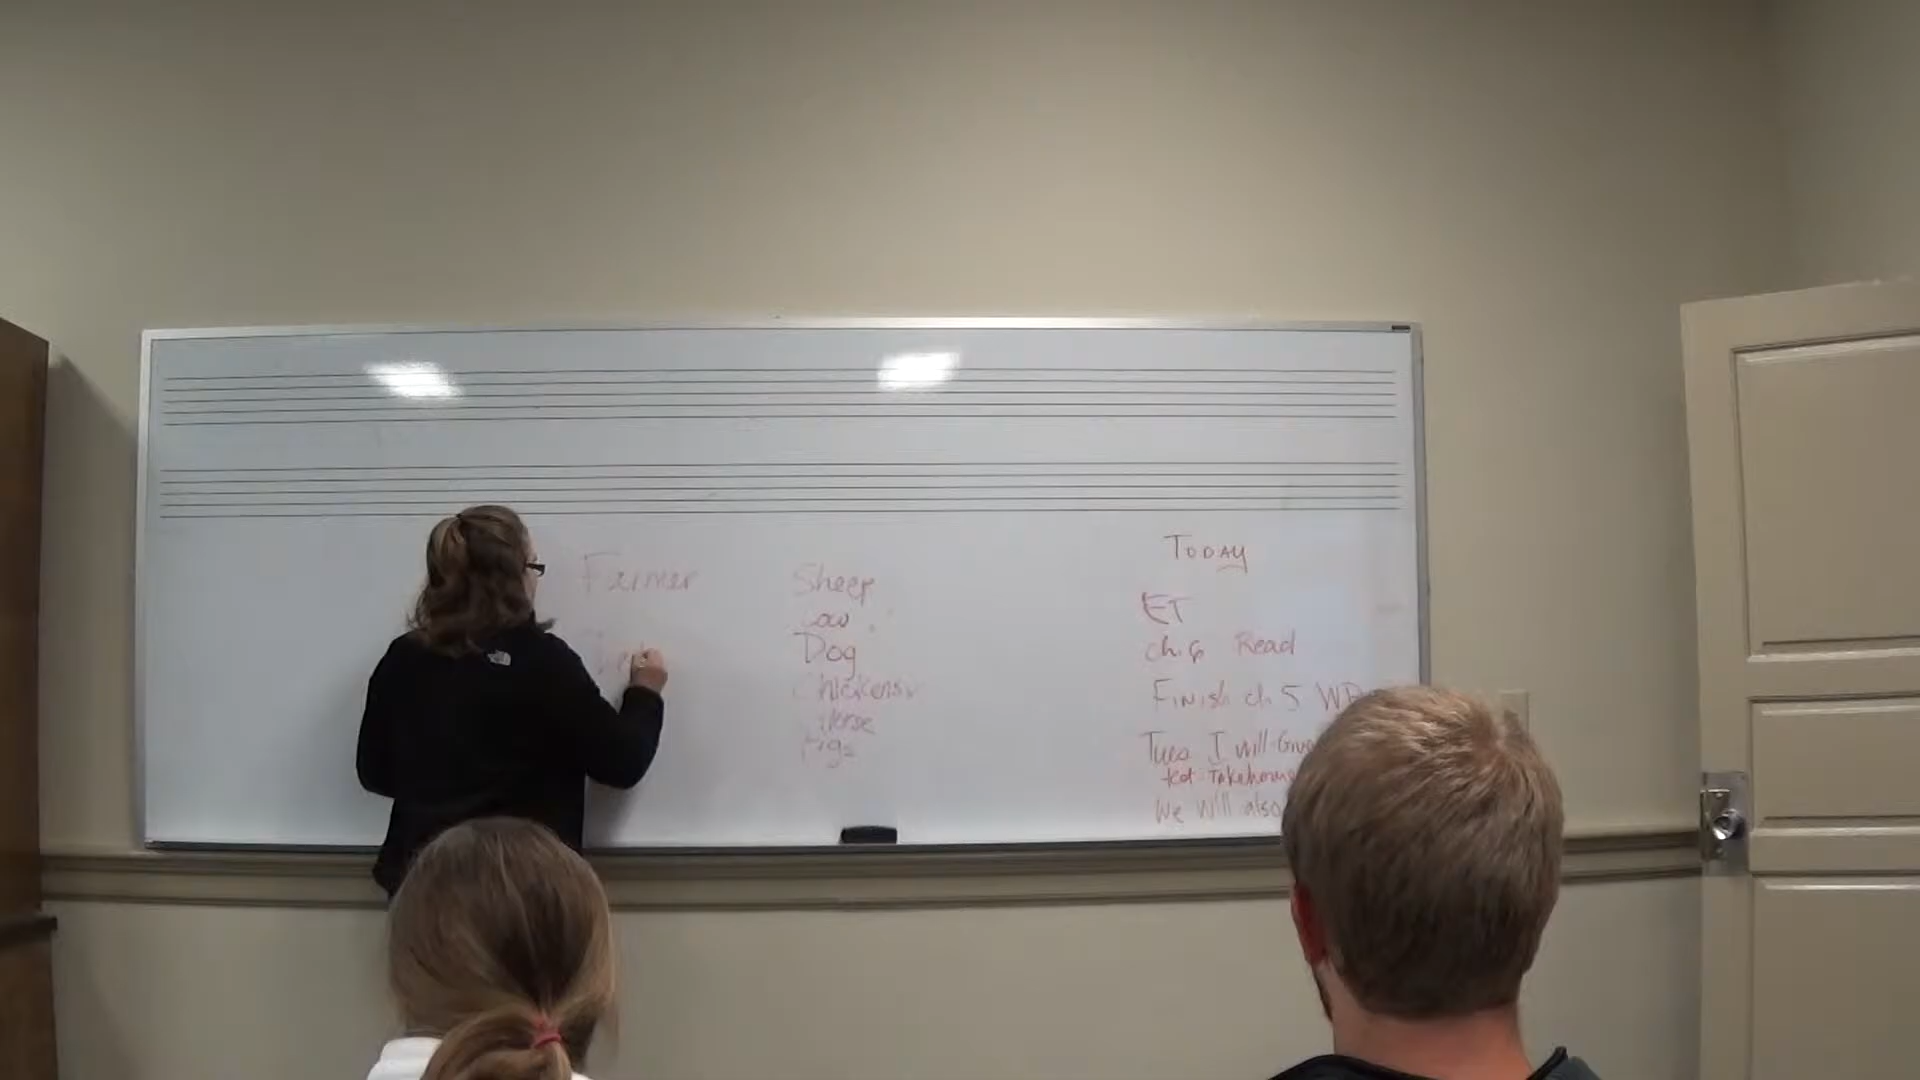 Farmer
Sheep
Cow
Dog
Chickens
Horse
Pigs
TODAY
ET
ch. 6 Read
Finish ch 5 WB
Tues I will Give
Takehome
We will also